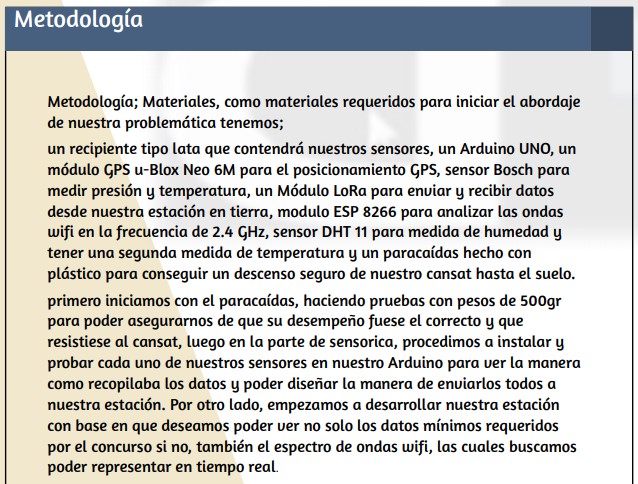 Metodología
Metodología; Materiales, como materiales requeridos para iniciar el abordaje
de nuestra problemática tenemos;
un recipiente tipo lata que contendrá nuestros sensores, un Arduino UNO, un
módulo GPS u-Blox Neo 6M para el posicionamiento GPS, sensor Bosch para
medir presión y temperatura, un Módulo LoRa para enviar y recibir datos
desde nuestra estación en tierra, modulo ESP 8266 para analizar las ondas
wifi en la frecuencia de 2.4 GHz, sensor DHT 11 para medida de humedad y
tener una segunda medida de temperatura y un paracaídas hecho con
plástico para conseguir un descenso seguro de nuestro cansat hasta el suelo.
primero iniciamos con el paracaídas, haciendo pruebas con pesos de 500gr
para poder asegurarnos de que su desempeño fuese el correcto y que
resistiese al cansat, luego en la parte de sensorica, procedimos a instalar y
probar cada uno de nuestros sensores en nuestro Arduino para ver la manera
como recopilaba los datos y poder diseñar la manera de enviarlos todos a
nuestra estación. Por otro lado, empezamos a desarrollar nuestra estación
con base en que deseamos poder ver no solo los datos mínimos requeridos
por el concurso si no, también el espectro de ondas wifi, las cuales buscamos
poder representar en tiempo real.